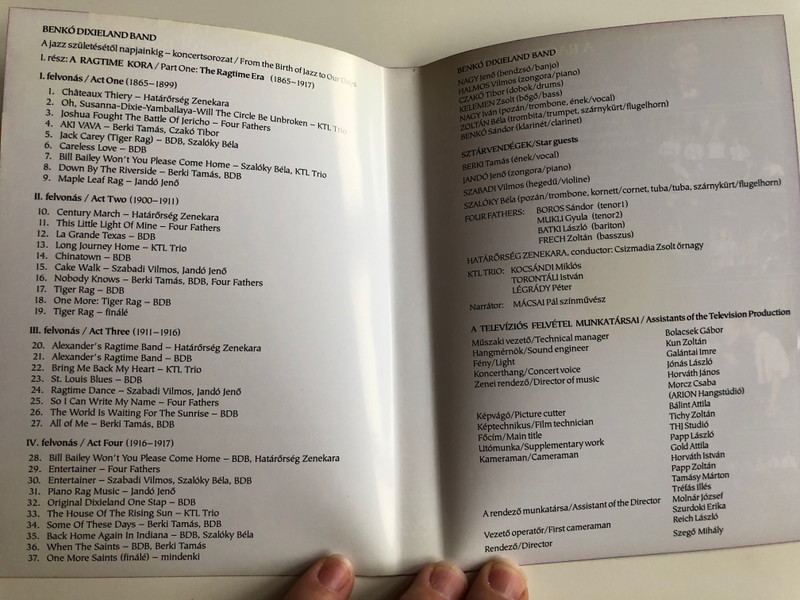 BENKÓ DIXIELAND BAND
A jazz születésétől napjainkig – koncertsorozat / From the Birth of Jazz to Our Days
I. rész: A RAGTIME KORA / Part One: The Ragtime Era (1865–1917)
I. felvonás / Act One (1865–1899)
1. Châteaux Thiery – Határőrség Zenekara
2. Oh, Susanna-Dixie-Yamballaya-Will The Circle Be Unbroken – KTL Trio
3. Joshua Fought The Battle Of Jericho – Four Fathers
4. AKI VAVA – Berki Tamás, Czakó Tibor
5. Jack Carey (Tiger Rag) – BDB, Szalóky Béla
6. Careless Love – BDB
7. Bill Bailey Won't You Please Come Home – Szalóky Béla, KTL Trio
8. Down By The Riverside – Berki Tamás, BDB
9. Maple Leaf Rag – Jandó Jenő
II. felvonás / Act Two (1900–1911)
10. Century March – Határőrség Zenekara
11. This Little Light Of Mine – Four Fathers
12. La Grande Texas – BDB
13. Long Journey Home – KTL Trio
14. Chinatown – BDB
15. Cake Walk – Szabadi Vilmos, Jandó Jenő
16. Nobody Knows – Berki Tamás, BDB, Four Fathers
17. Tiger Rag – BDB
18. One More: Tiger Rag – BDB
19. Tiger Rag – finálé
III. felvonás / Act Three (1911–1916)
20. Alexander's Ragtime Band – Határőrség Zenekara
21. Alexander's Ragtime Band – BDB
22. Bring Me Back My Heart – KTL Trio
23. St. Louis Blues – BDB
24. Ragtime Dance – Szabadi Vilmos, Jandó Jenő
25. So I Can Write My Name – Four Fathers
26. The World Is Waiting For The Sunrise – BDB
27. All of Me – Berki Tamás, BDB
IV. felvonás / Act Four (1916–1917)
28. Bill Bailey Won't You Please Come Home – BDB, Határőrség Zenekara
29. Entertainer – Four Fathers
30. Entertainer – Szabadi Vilmos, Szalóky Béla, BDB
31. Piano Rag Music – Jandó Jenő
32. Original Dixieland One Step – BDB
33. The House Of The Rising Sun – KTL Trio
34. Some Of These Days – Berki Tamás, BDB
35. Back Home Again In Indiana – BDB, Szalóky Béla
36. When The Saints – BDB, Berki Tamás
37. One More Saints (finálé) – mindenki
BENKÓ DIXIELAND BAND
NAGY Jenő (bendzsó/banjo)
HALMOS Vilmos (zongora/piano)
CZAKÓ Tibor (dobok/drums)
KELEMEN Zsolt (bőgő/bass)
NAGY Iván (pozán/trombone, ének/vocal)
ZOLTÁN Béla (trombita/trumpet, szárnykürt/flugelhorn)
BENKÓ Sándor (klarinét/clarinet)
SZTÁRVENDÉGEK/Star guests
BERKI Tamás (ének/vocal)
JANDÓ Jenő (zongora/piano)
SZABADI Vilmos (hegedű/violine)
SZALÓKY Béla (pozán/trombone, kornett/cornet, tuba/tuba, szárnykürt/flugelhorn)
FOUR FATHERS: BOROS Sándor (tenor1)
MUKLI Gyula (tenor2)
BATKI László (bariton)
FRECH Zoltán (basszus)
HATÁRŐRSÉG ZENEKARA, conductor: Csizmadia Zsolt őrnagy
KTL TRIO: KOCSÁNDI Miklós
TORONTÁLI István
LÉGRÁDY Péter
Narrátor: MÁCSAI Pál színművész
A TELEVÍZIÓS FELVÉTEL MUNKATÁRSAI / Assistants of the Television Production
Műszaki vezető/Technical manager Bolacsek Gábor
Hangmérnök/Sound engineer Kun Zoltán
Fény/Light Galántai Imre
Koncerthang/Concert voice Jónás László
Zenei rendező/Director of music Horváth János
Morcz Csaba
(ARION Hangstúdió)
Képvágó/Picture cutter Bálint Attila
Képtechnikus/Film technician Tichy Zoltán
Főcím/Main title THJ Studió
Utómunka/Supplementary work Papp László
Kameraman/Cameraman Gold Attila
Horváth István
Papp Zoltán
Tamásy Márton
Tréfás Illés
Molnár József
A rendező munkatársa/Assistant of the Director Szurdoki Erika
Vezető operatőr/First cameraman Reich László
Rendező/Director Szegő Mihály